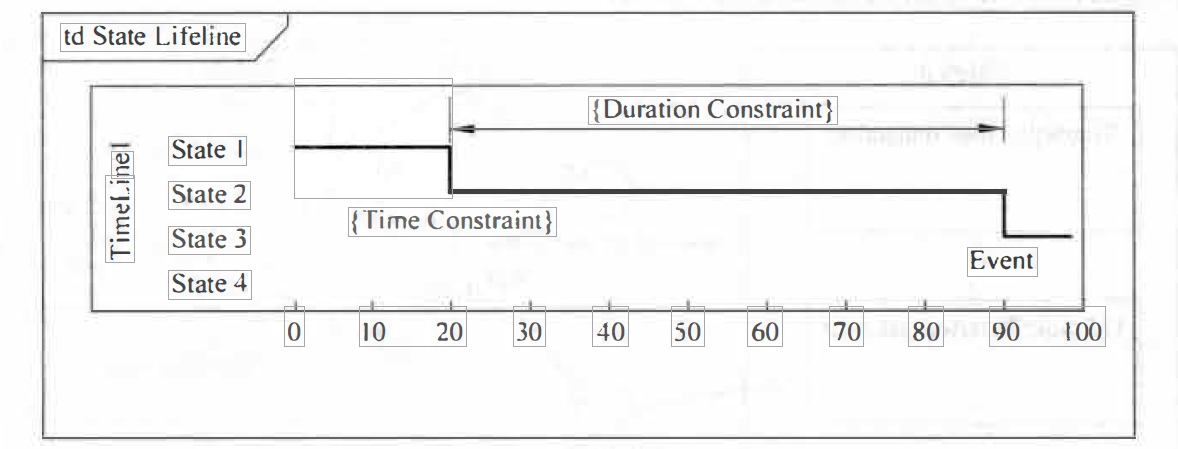 td State Lifeline
{Duration Constraint}
TimeLine1
State 1
State 2
{Time Constraint}
State 3
Event
State 4
0 10 20 30 40 50 60 70 80 90 100